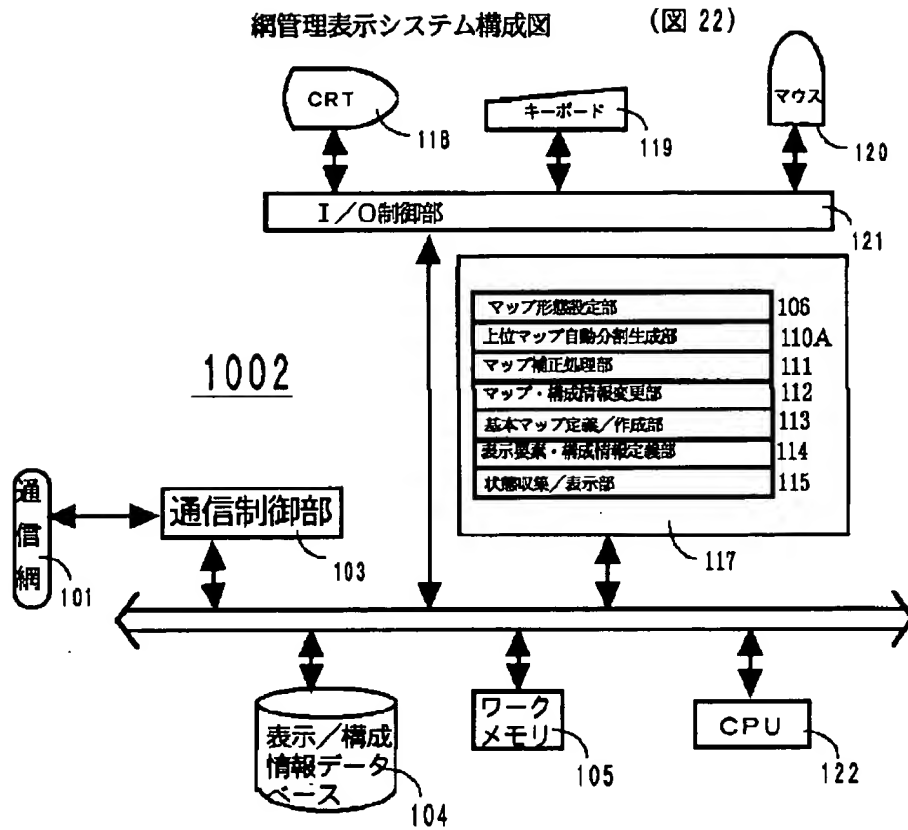 網管理表示システム構成図 (図 22)
CRT
118
キーボード
119
マウス
120
I/O制御部
121
マップ形態設定部 106
上位マップ自動分割生成部 110A
マップ補正処理部 111
マップ・構成情報変更部 112
基本マップ定義/作成部 113
表示要素・構成情報定義部 114
状態収集/表示部 115
117
1002
通信網
101
通信制御部
103
表示/構成
情報データ
ベース
104
ワーク
メモリ
105
CPU
122